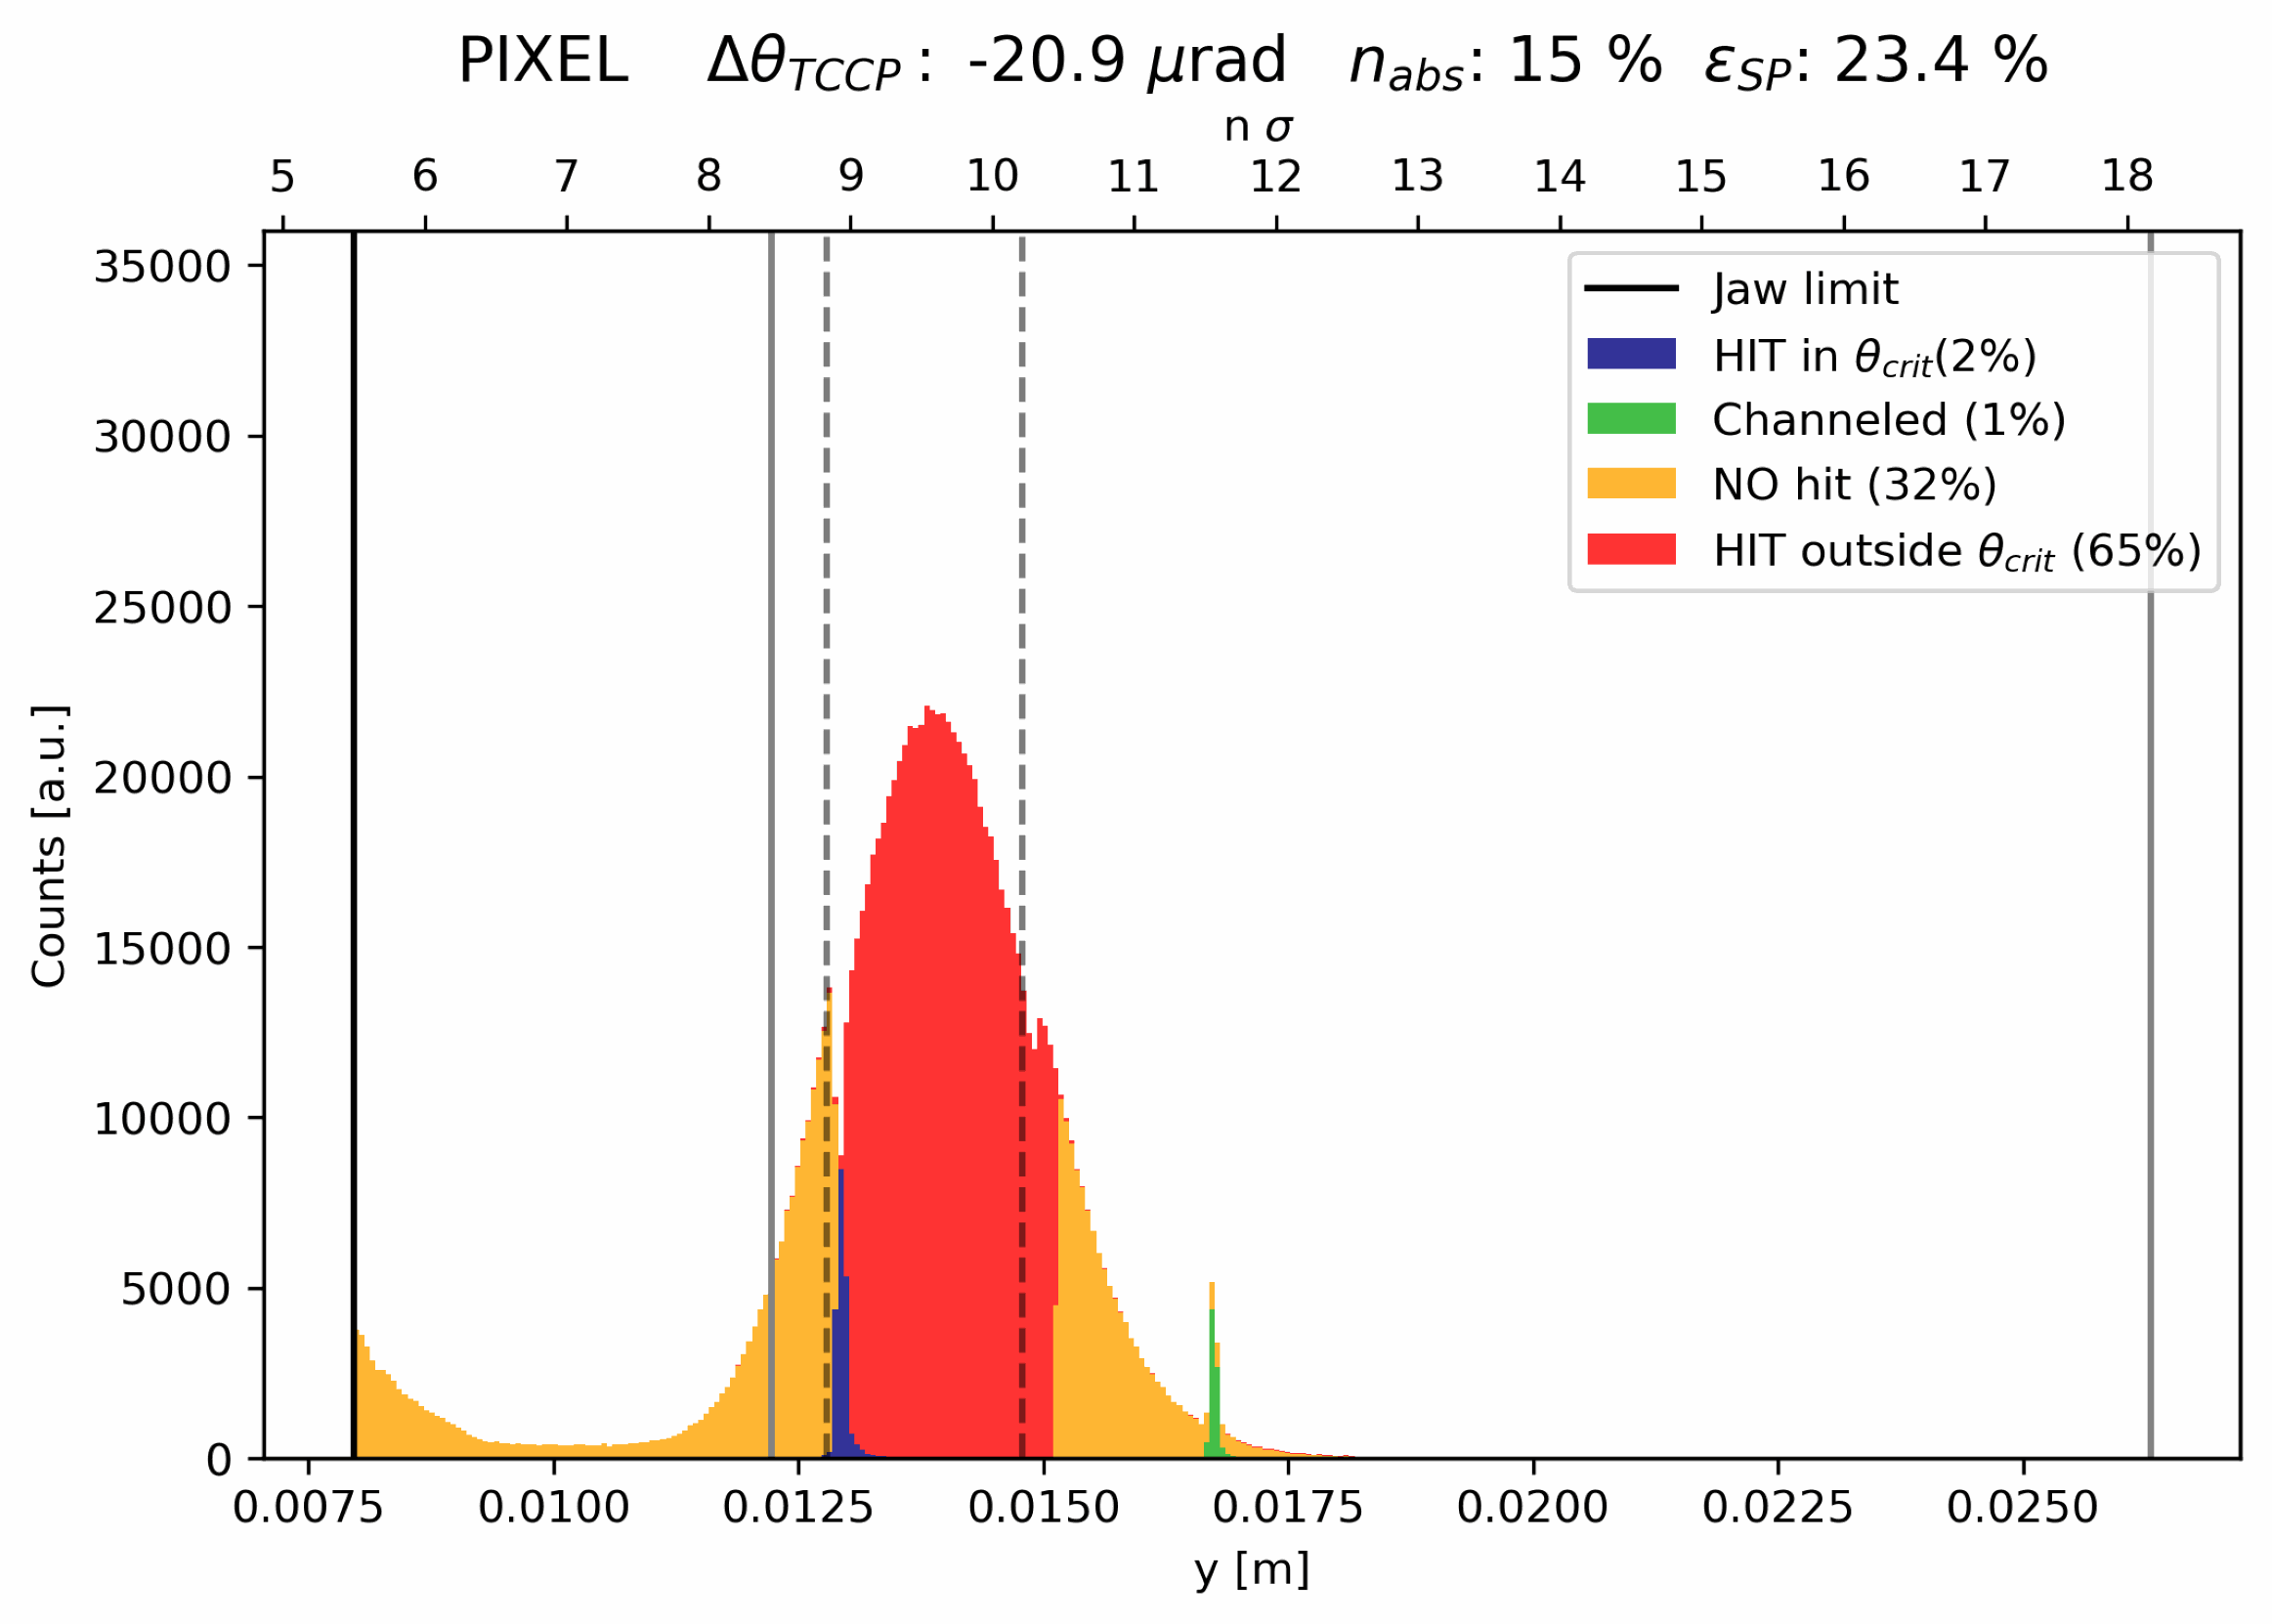 PIXEL Δθ_TCCP : -20.9 μrad n_abs: 15 % ε_SP: 23.4 %
n σ
5 6 7 8 9 10 11 12 13 14 15 16 17 18
35000
30000
25000
20000
15000
10000
5000
0
Counts [a.u.]
Jaw limit
HIT in θ_crit(2%)
Channeled (1%)
NO hit (32%)
HIT outside θ_crit (65%)
0.0075 0.0100 0.0125 0.0150 0.0175 0.0200 0.0225 0.0250
y [m]